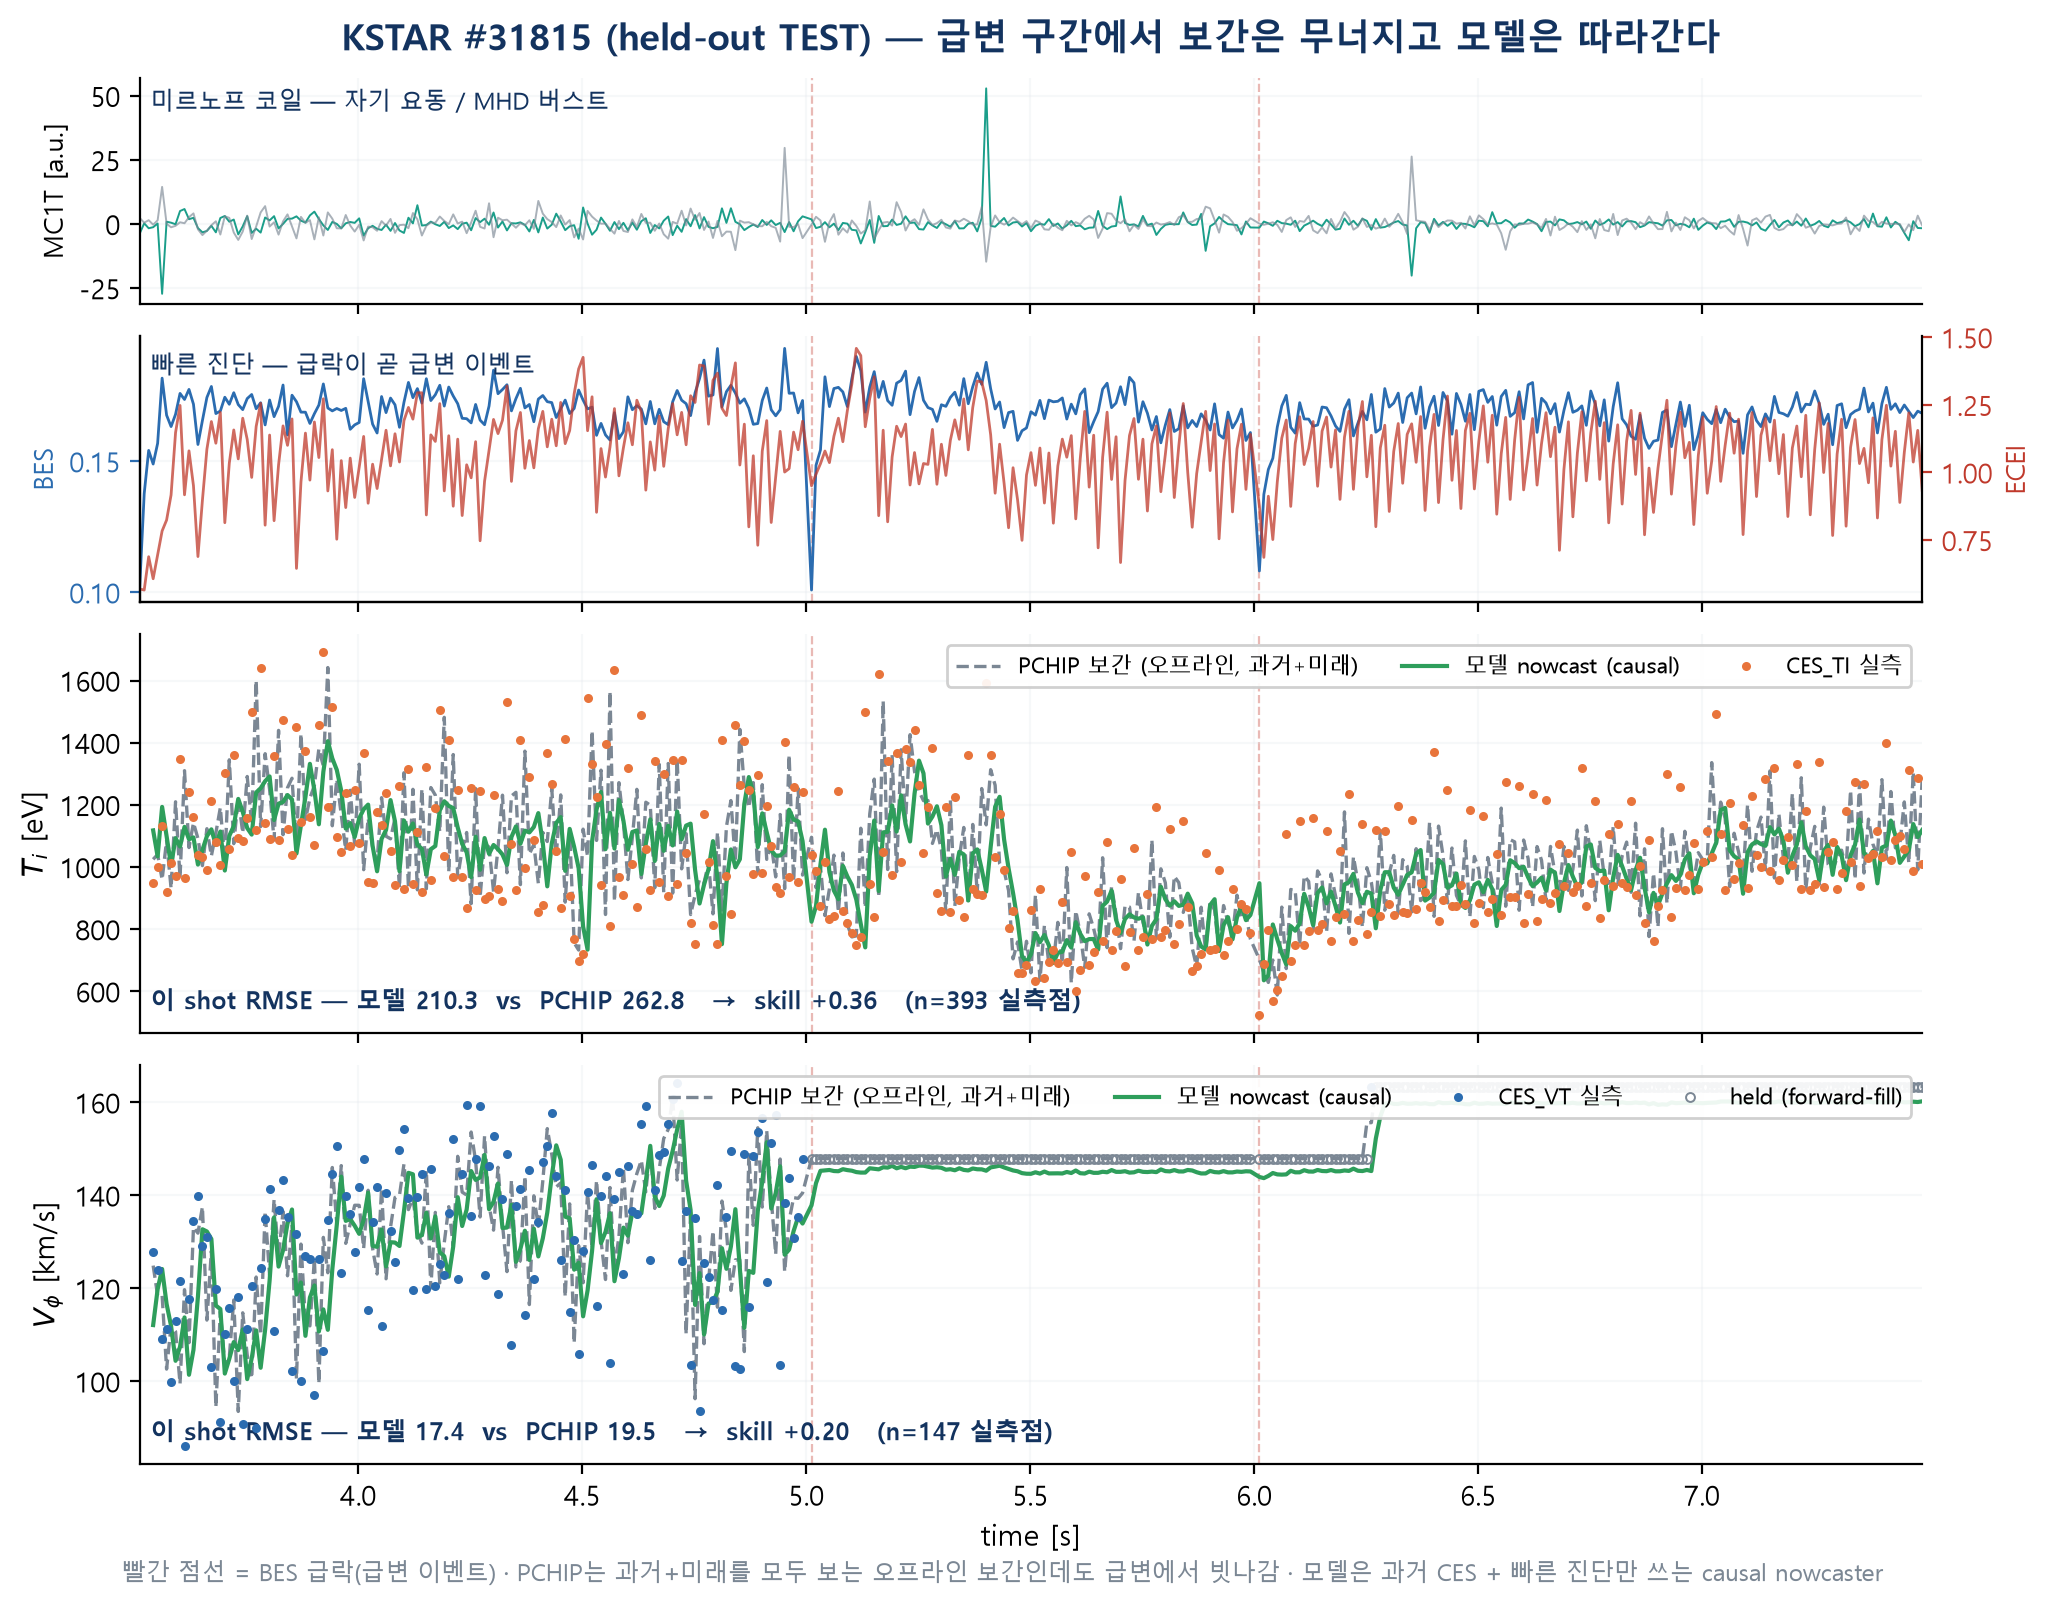 KSTAR #31815 (held-out TEST) — 급변 구간에서 보간은 무너지고 모델은 따라간다
미르노프 코일 — 자기 요동 / MHD 버스트
MC1T [a.u.]
50
25
0
-25
빠른 진단 — 급락이 곧 급변 이벤트
BES
0.15
0.10
1.50
1.25
1.00
0.75
ECEI
PCHIP 보간 (오프라인, 과거+미래)
모델 nowcast (causal)
CES_TI 실측
T_i [eV]
1600
1400
1200
1000
800
600
이 shot RMSE — 모델 210.3 vs PCHIP 262.8 → skill +0.36 (n=393 실측점)
PCHIP 보간 (오프라인, 과거+미래)
모델 nowcast (causal)
CES_VT 실측
held (forward-fill)
V_ϕ [km/s]
160
140
120
100
이 shot RMSE — 모델 17.4 vs PCHIP 19.5 → skill +0.20 (n=147 실측점)
4.0 4.5 5.0 5.5 6.0 6.5 7.0
time [s]
빨간 점선 = BES 급락(급변 이벤트) · PCHIP는 과거+미래를 모두 보는 오프라인 보간인데도 급변에서 빗나감 · 모델은 과거 CES + 빠른 진단만 쓰는 causal nowcaster